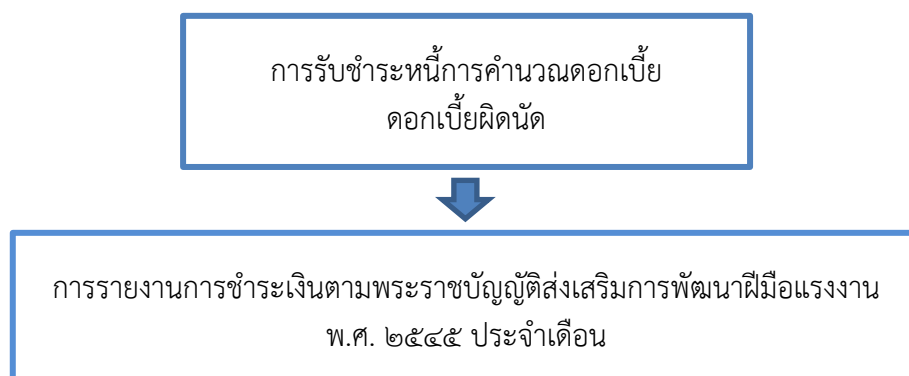 การรับชำระหนี้การคำนวณดอกเบี้ย
ดอกเบี้ยผิดนัด
การรายงานการชำระเงินตามพระราชบัญญัติส่งเสริมการพัฒนาฝีมือแรงงาน
พ.ศ. ๒๕๔๕ ประจำเดือน